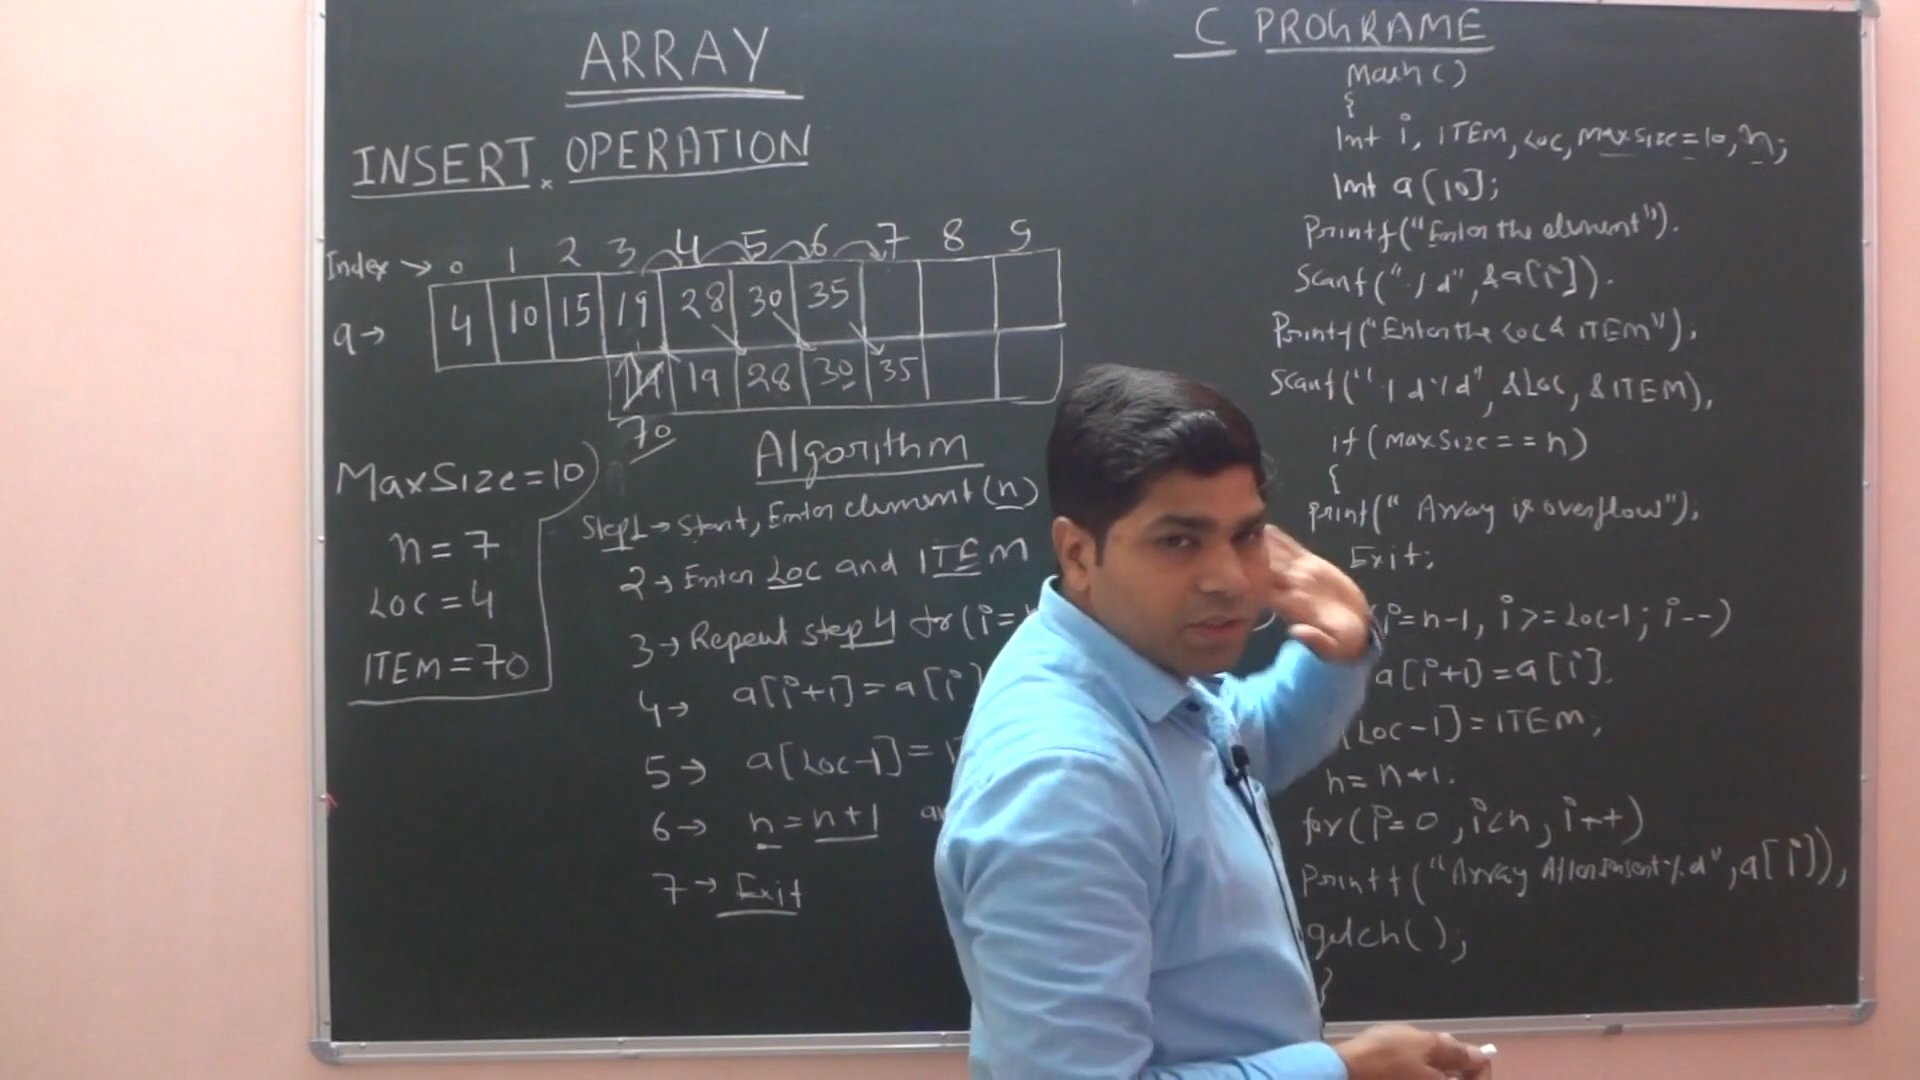 ARRAY
INSERT OPERATION
Index → 0 1 2 3 4 5 6 7 8 9
a→ 4 10 15 19 28 30 35
19 28 30 35
70
MaxSize=10
n=7
LOC=4
ITEM=70
Algorithm
Step1→ Start, Enter element (n)
2→ Enter Loc and ITEM
3→ Repeat step 4 for (i=
4→ a[i+1]=a[i]
5→ a[Loc-1]=
6→ n=n+1
7→ Exit
C PROGRAME
Main()
{
Int i, ITEM, LOC, MaxSize=10, n;
Int a[10];
Printf("Enter the element").
Scanf("%d", &a[i]).
Printf("Enter the LOC & ITEM"),
Scanf("%d%d", &Loc, &ITEM),
if(MaxSize==n)
{
print("Array is overflow");
Exit;
(i=n-1, i>=Loc-1; i--)
a[i+1)=a[i].
[Loc-1]=ITEM;
n=n+1.
for(i=0,i<n,i++)
printf("Array After Insert%d",a[i]),
getch();
}